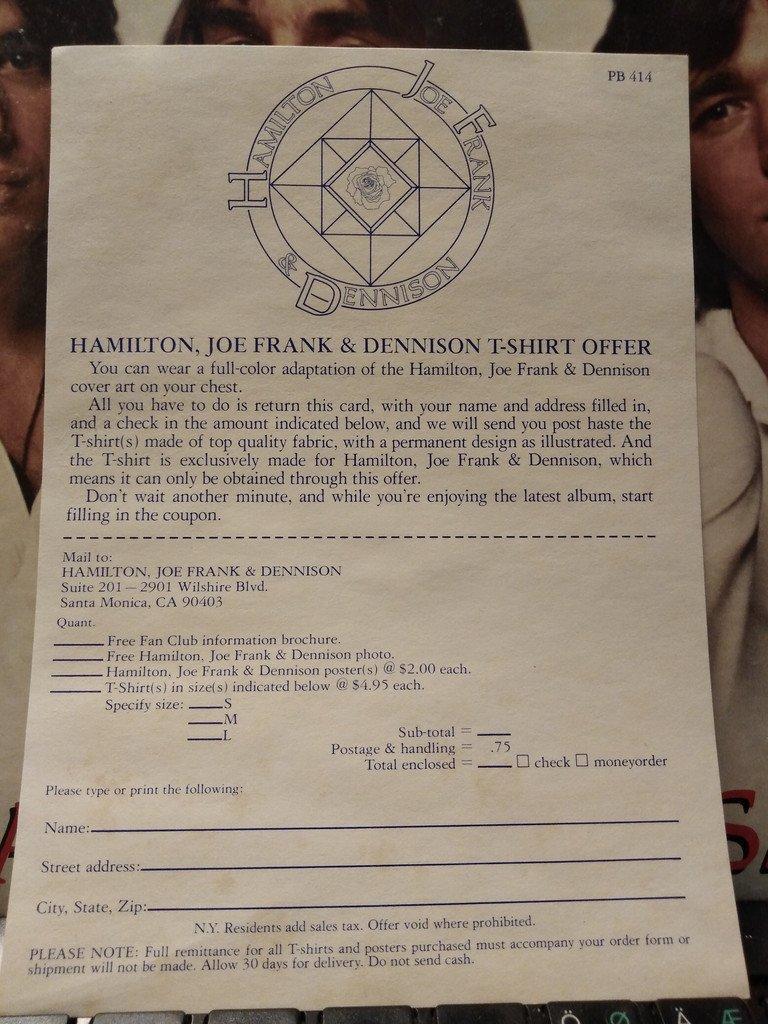 PB 414
HAMILTON
JOE FRANK
& DENNISON
HAMILTON, JOE FRANK & DENNISON T-SHIRT OFFER
You can wear a full-color adaptation of the Hamilton, Joe Frank & Dennison
cover art on your chest.
All you have to do is return this card, with your name and address filled in,
and a check in the amount indicated below, and we will send you post haste the
T-shirt(s) made of top quality fabric, with a permanent design as illustrated. And
the T-shirt is exclusively made for Hamilton, Joe Frank & Dennison, which
means it can only be obtained through this offer.
Don't wait another minute, and while you're enjoying the latest album, start
filling in the coupon.
Mail to:
HAMILTON, JOE FRANK & DENNISON
Suite 201 — 2901 Wilshire Blvd.
Santa Monica, CA 90403
Quant.
Free Fan Club information brochure.
Free Hamilton, Joe Frank & Dennison photo.
Hamilton, Joe Frank & Dennison poster(s) @ $2.00 each.
T-Shirt(s) in size(s) indicated below @ $4.95 each.
Specify size: S
M
L
Sub-total =
Postage & handling = .75
Total enclosed = □ check □ moneyorder
Please type or print the following:
Name:
Street address:
City, State, Zip:
N.Y. Residents add sales tax. Offer void where prohibited.
PLEASE NOTE: Full remittance for all T-shirts and posters purchased must accompany your order form or
shipment will not be made. Allow 30 days for delivery. Do not send cash.
S
Ö Ø Ä Æ